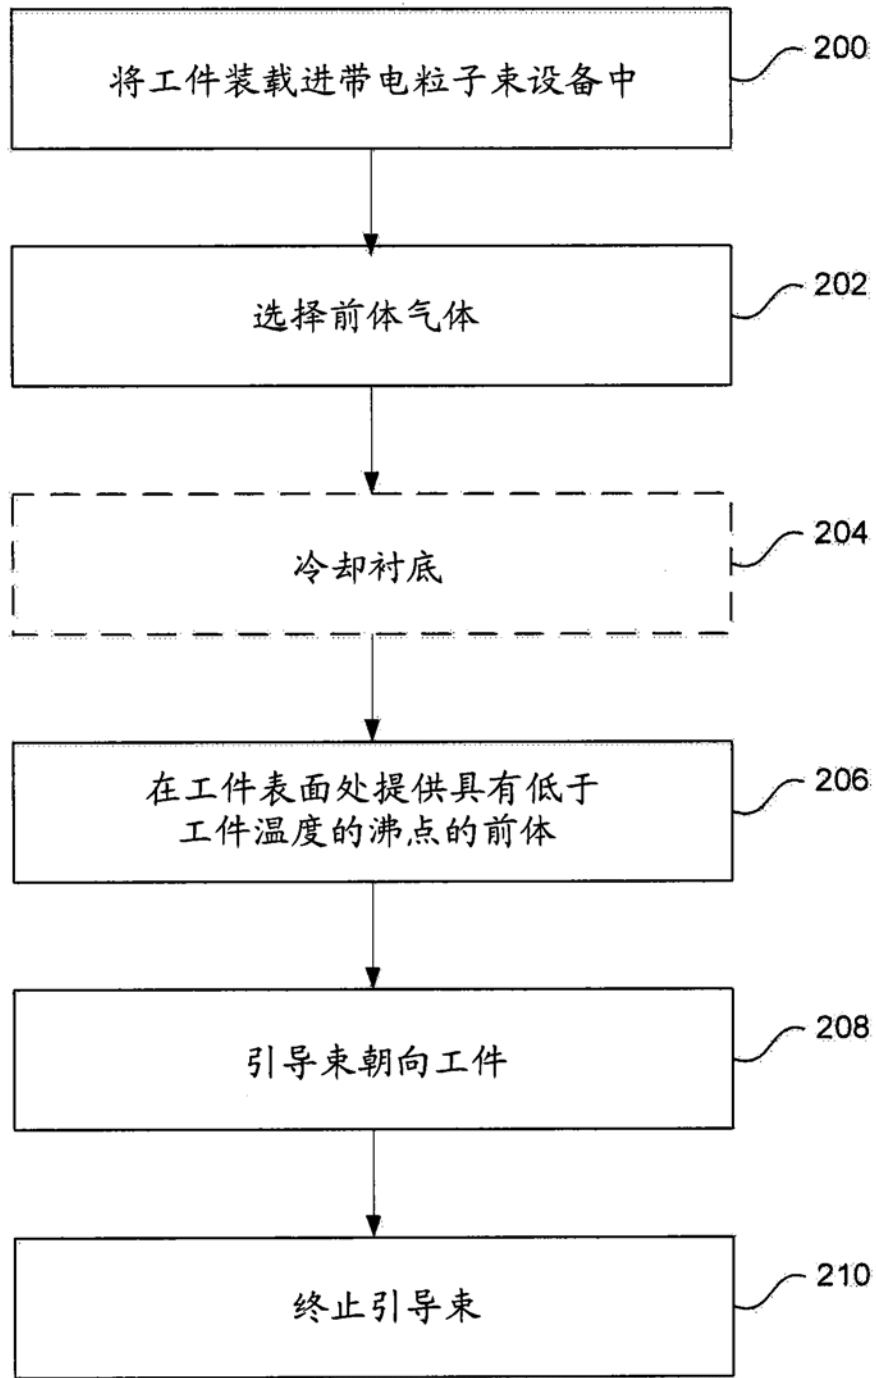 将工件装载进带电粒子束设备中
200
选择前体气体
202
冷却衬底
204
在工件表面处提供具有低于
工件温度的沸点的前体
206
引导束朝向工件
208
终止引导束
210